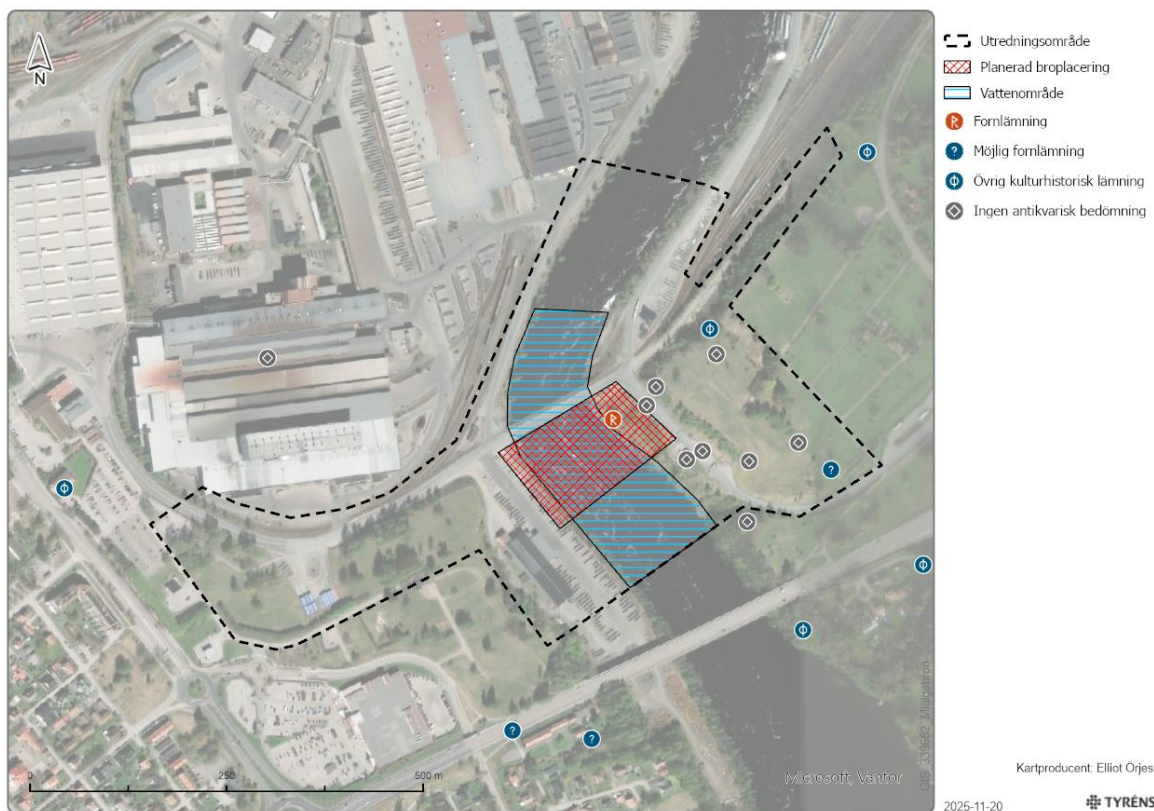 N
Utredningsområde
Planerad broplacering
Vattenområde
R
Fornlämning
?
Möjlig fornlämning
Övrig kulturhistorisk lämning
Ingen antikvarisk bedömning
R
?
?
?
0 250 500 m
Microsoft, Vantor
Kartproducent: Elliot Örjes
2025-11-20
TYRÉNS